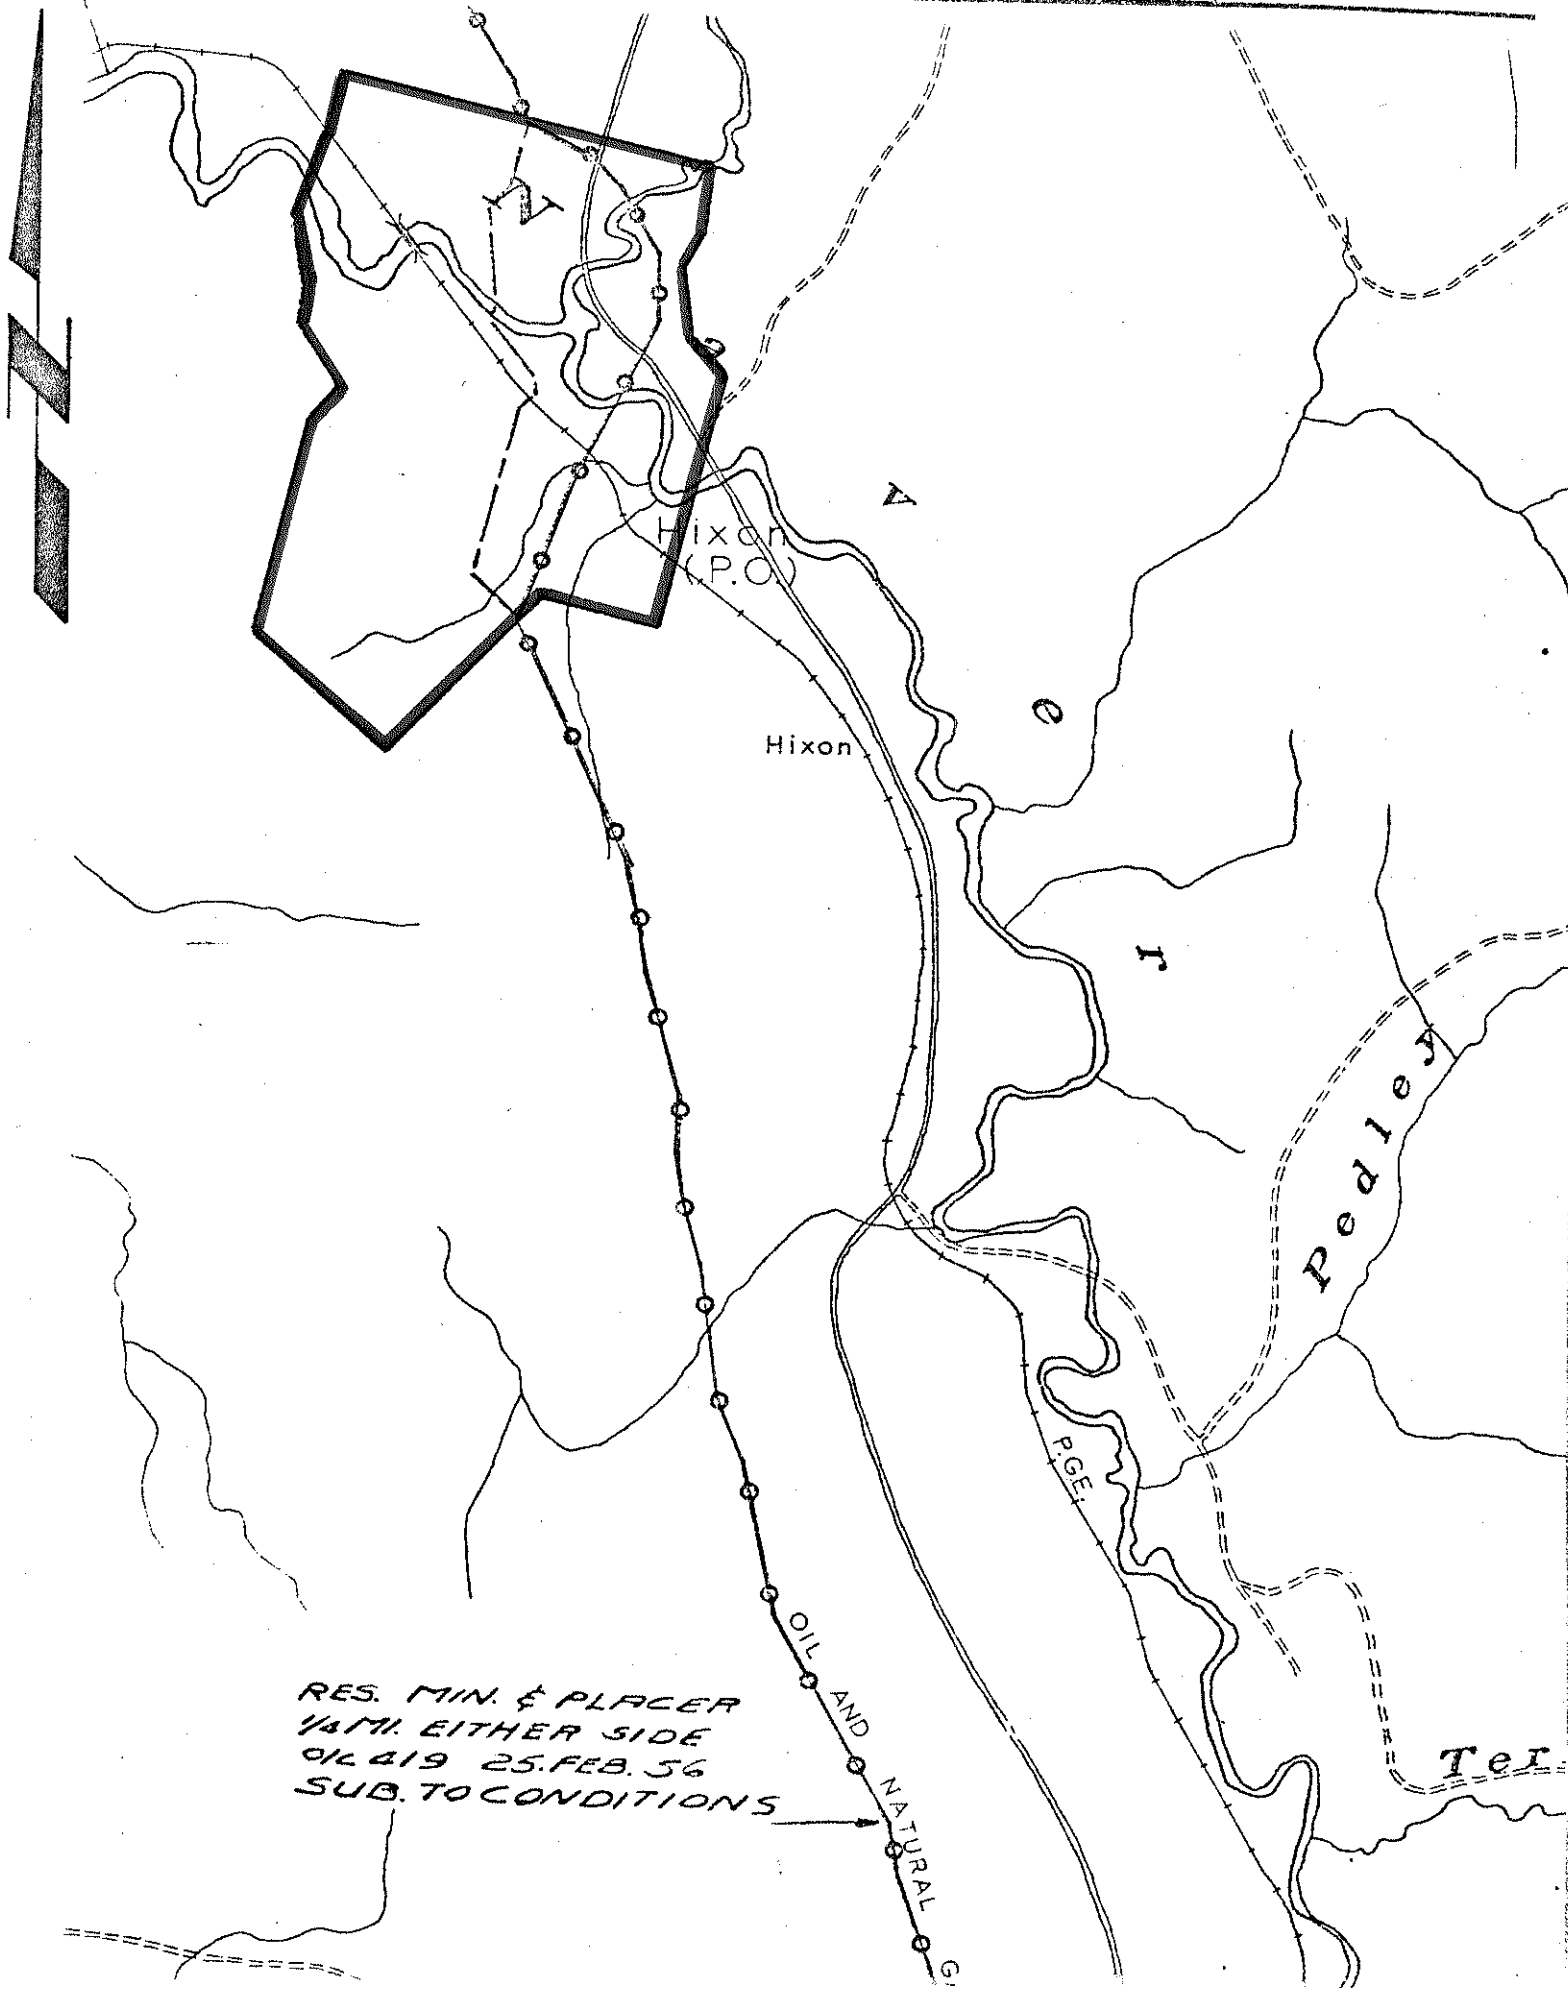 N
Hixon
(P.O.)
Hixon
Pedley
P.G.E.
OIL AND NATURAL G
RES. MIN. & PLACER
1/4 MI. EITHER SIDE
O/C 419 25. FEB. 56
SUB. TO CONDITIONS
Ter